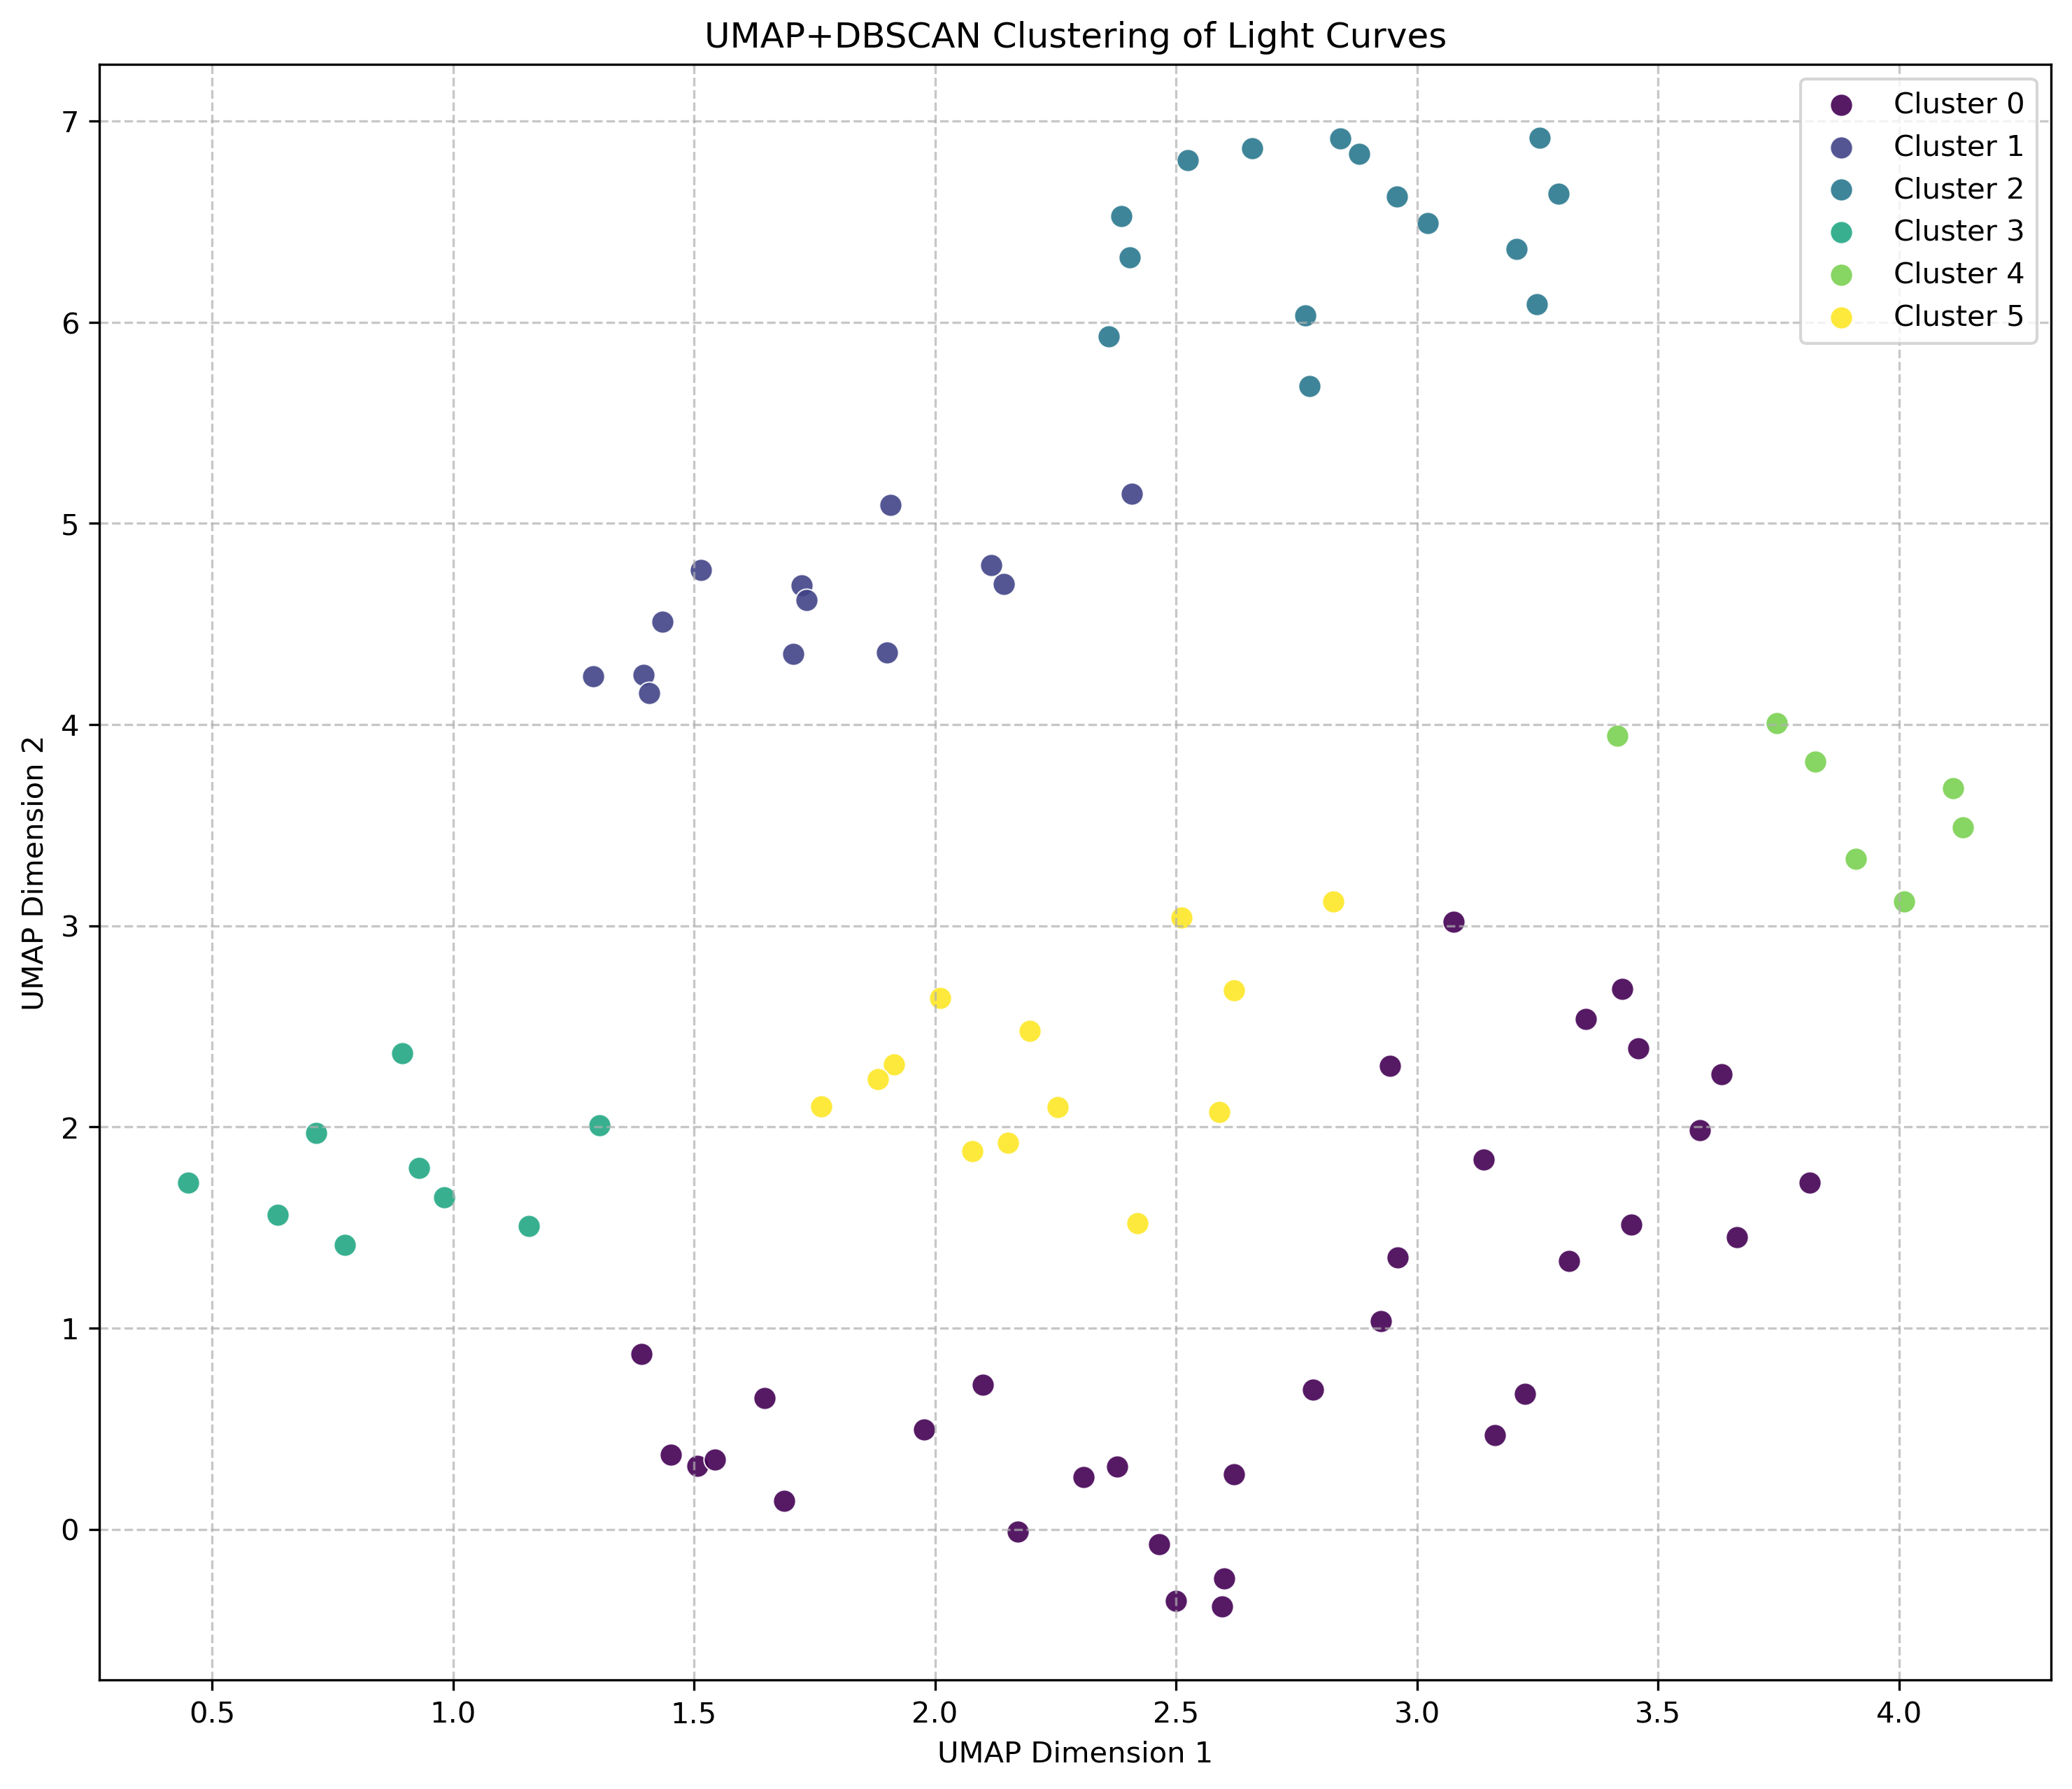 UMAP+DBSCAN Clustering of Light Curves
Cluster 0
Cluster 1
Cluster 2
Cluster 3
Cluster 4
Cluster 5
UMAP Dimension 2
7
6
5
4
3
2
1
0
0.5 1.0 1.5 2.0 2.5 3.0 3.5 4.0
UMAP Dimension 1